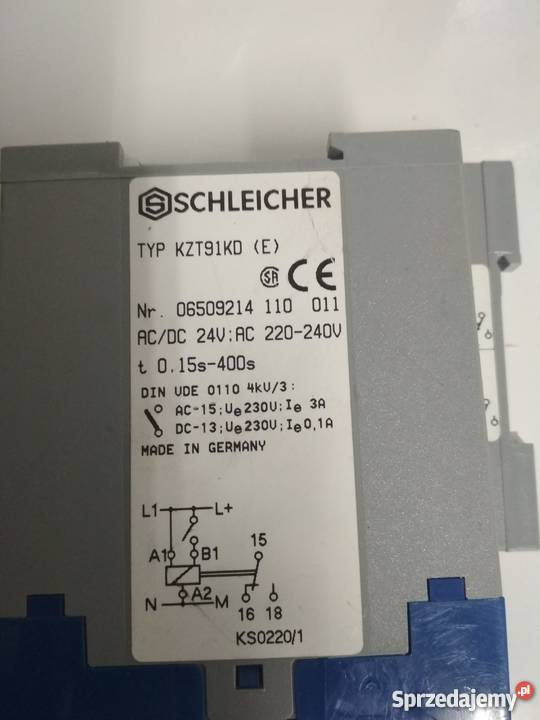 SCHLEICHER
TYP KZT91KD (E)
SA CE
Nr. 06509214 110 011
AC/DC 24V:AC 220-240V
t 0.15s-400s
DIN VDE 0110 4kV/3:
AC-15;Ue230V;Ie 3A
DC-13;Ue230V;Ie0,1A
MADE IN GERMANY
L1 L+
15
A1 B1
A2
N M 16 18
KS0220/1
Sprzedajemy.pl